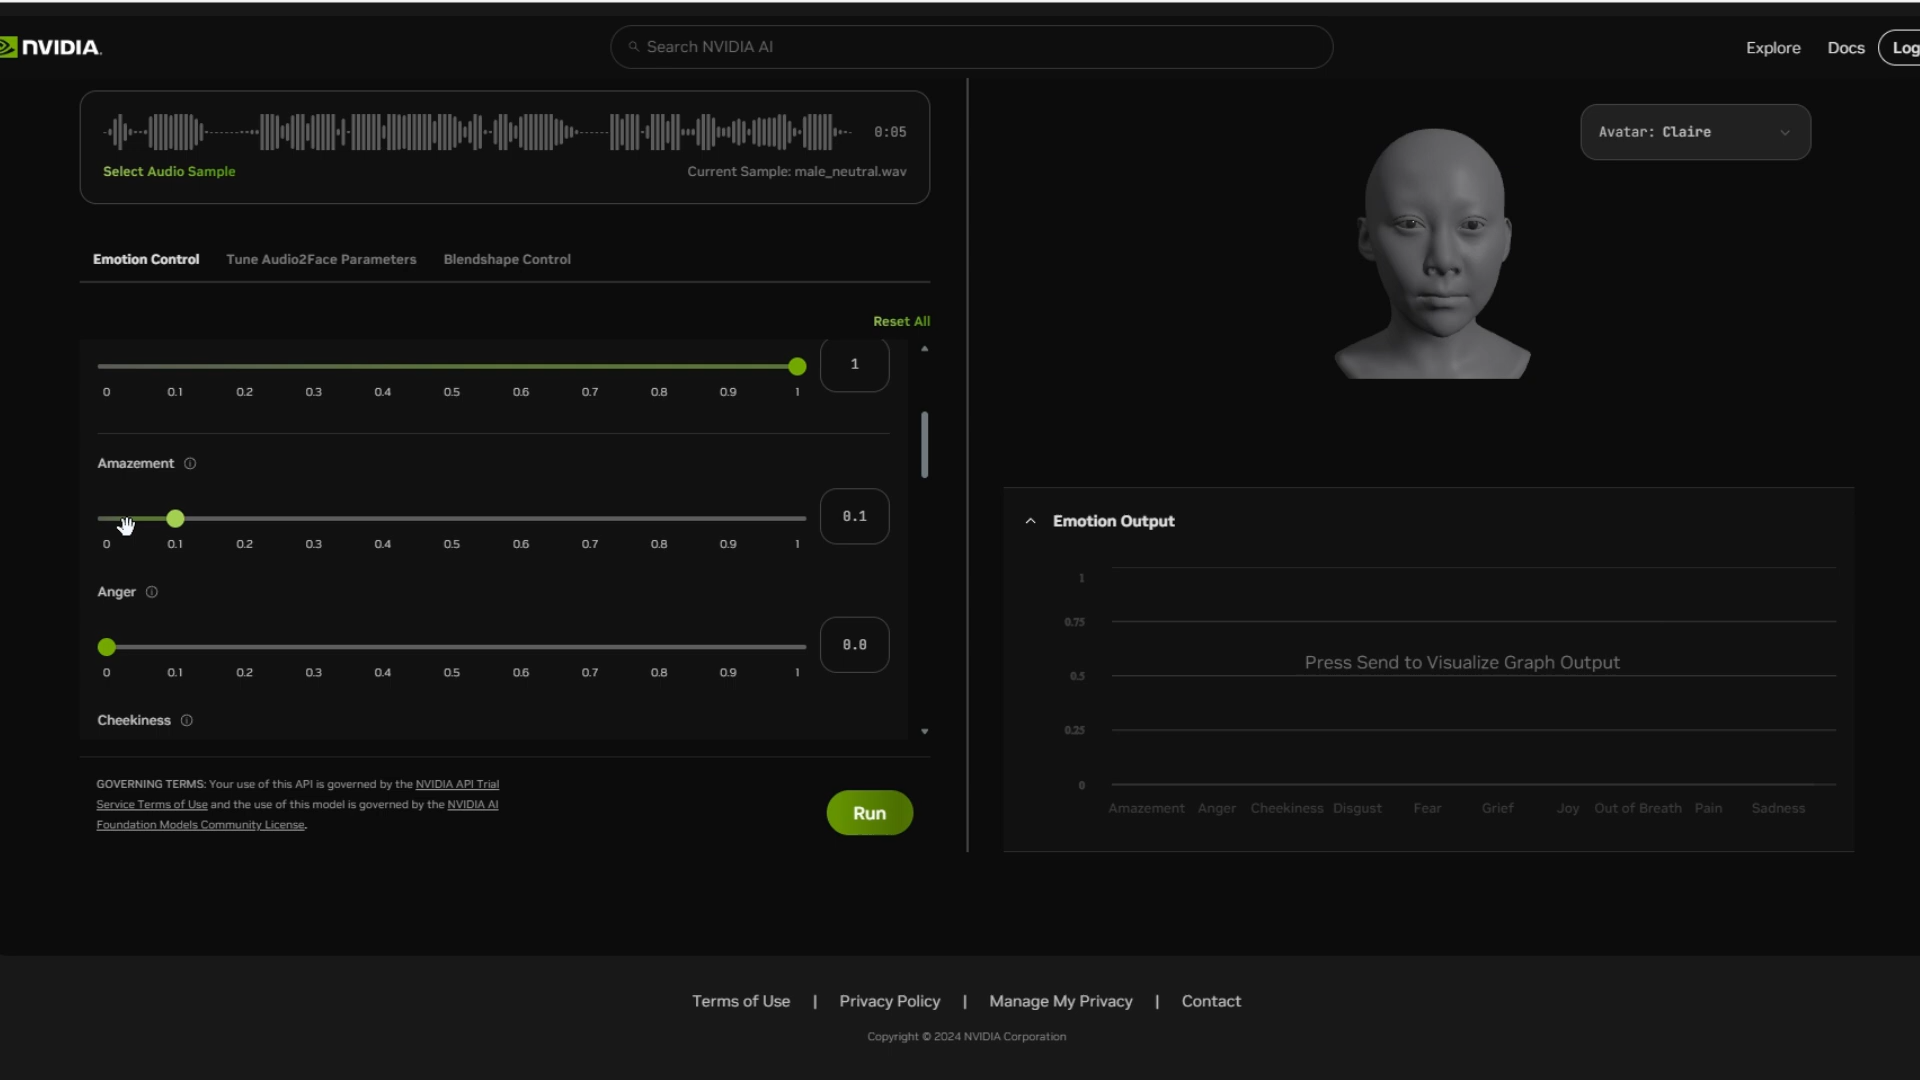 NVIDIA.
Search NVIDIA AI
Explore
Docs
Log
0:05
Select Audio Sample
Current Sample: male_neutral.wav
Avatar: Claire
Emotion Control
Tune Audio2Face Parameters
Blendshape Control
Reset All
1
0 0.1 0.2 0.3 0.4 0.5 0.6 0.7 0.8 0.9 1
Amazement
0.1
0 0.1 0.2 0.3 0.4 0.5 0.6 0.7 0.8 0.9 1
Anger
0.0
0 0.1 0.2 0.3 0.4 0.5 0.6 0.7 0.8 0.9 1
Cheekiness
GOVERNING TERMS: Your use of this API is governed by the NVIDIA API Trial
Service Terms of Use and the use of this model is governed by the NVIDIA AI
Foundation Models Community License.
Run
Emotion Output
1
0.75
Press Send to Visualize Graph Output
0.5
0.25
0
Amazement Anger Cheekiness Disgust Fear Grief Joy Out of Breath Pain Sadness
Terms of Use | Privacy Policy | Manage My Privacy | Contact
Copyright © 2024 NVIDIA Corporation